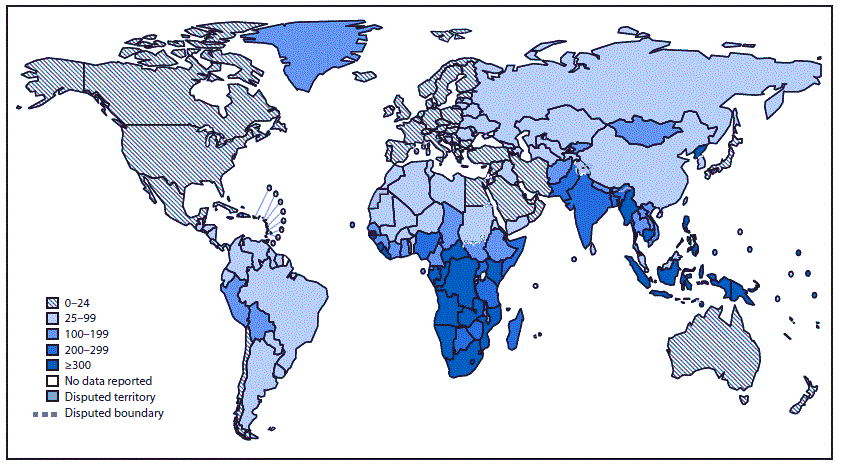 0–24
25–99
100–199
200–299
≥300
No data reported
Disputed territory
Disputed boundary